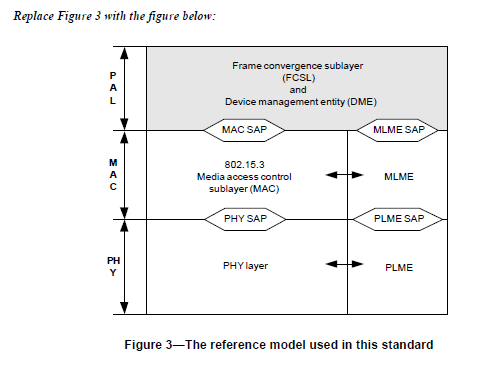 Replace Figure 3 with the figure below:
P
A
L
Frame convergence sublayer
(FCSL)
and
Device management entity (DME)
MAC SAP
MLME SAP
M
A
C
802.15.3
Media access control
sublayer (MAC)
MLME
PHY SAP
PLME SAP
PH
Y
PHY layer
PLME
Figure 3—The reference model used in this standard